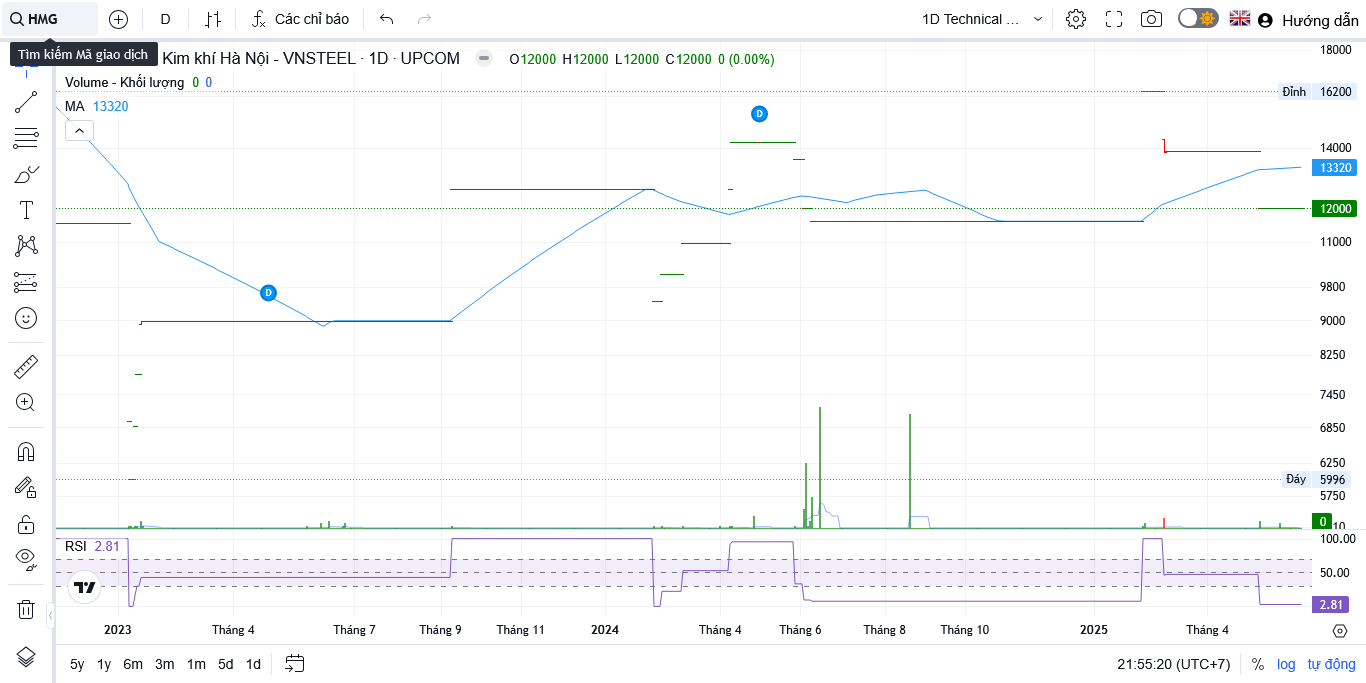 HMG
D
Các chỉ báo
1D Technical ...
Hướng dẫn
Tìm kiếm Mã giao dịch
Kim khí Hà Nội - VNSTEEL · 1D · UPCOM
O12000 H12000 L12000 C12000 0 (0.00%)
Volume - Khối lượng 0 0
MA 13320
D
D
18000
Đỉnh 16200
14000
13320
12000
11000
9800
9000
8250
7450
6850
6250
Đáy 5996
5750
0
10
RSI 2.81
100.00
50.00
2.81
2023 Tháng 4 Tháng 7 Tháng 9 Tháng 11 2024 Tháng 4 Tháng 6 Tháng 8 Tháng 10 2025 Tháng 4
5y 1y 6m 3m 1m 5d 1d
21:55:20 (UTC+7) % log tự động